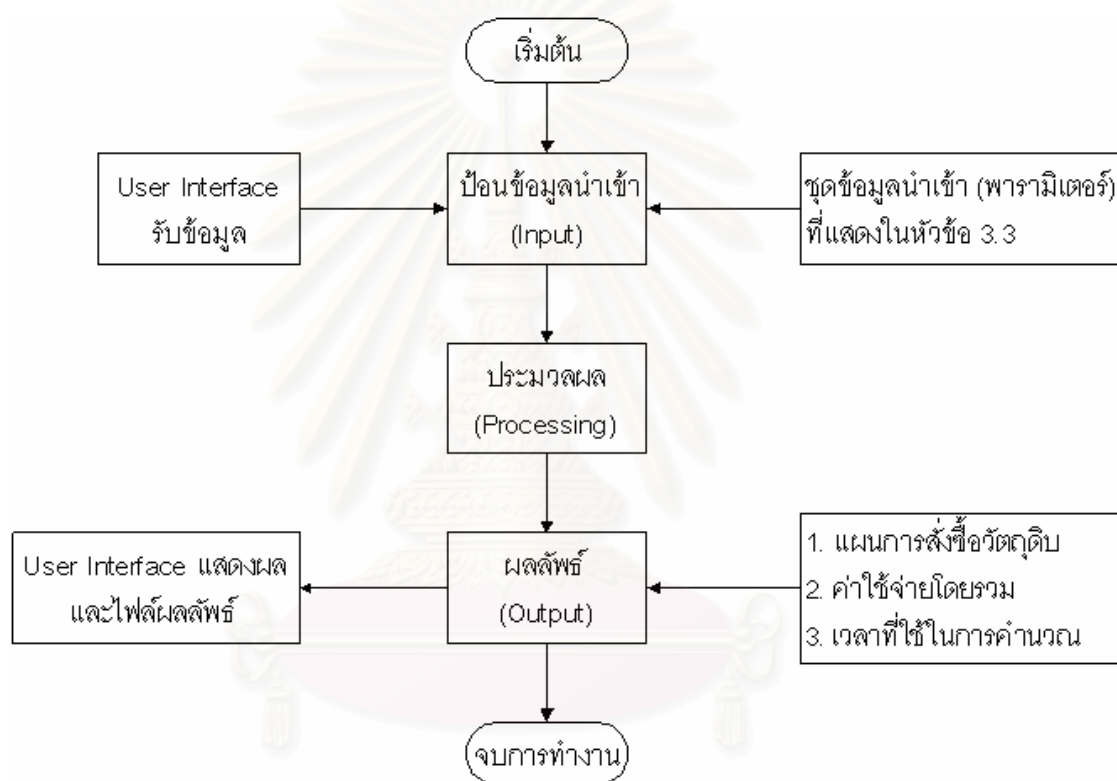 เริ่มต้น
User Interface
รับข้อมูล
ป้อนข้อมูลนำเข้า
(Input)
ชุดข้อมูลนำเข้า (พารามิเตอร์)
ที่แสดงในหัวข้อ 3.3
ประมวลผล
(Processing)
User Interface แสดงผล
และไฟล์ผลลัพธ์
ผลลัพธ์
(Output)
1. แผนการสั่งซื้อวัตถุดิบ
2. ค่าใช้จ่ายโดยรวม
3. เวลาที่ใช้ในการคำนวณ
จบการทำงาน